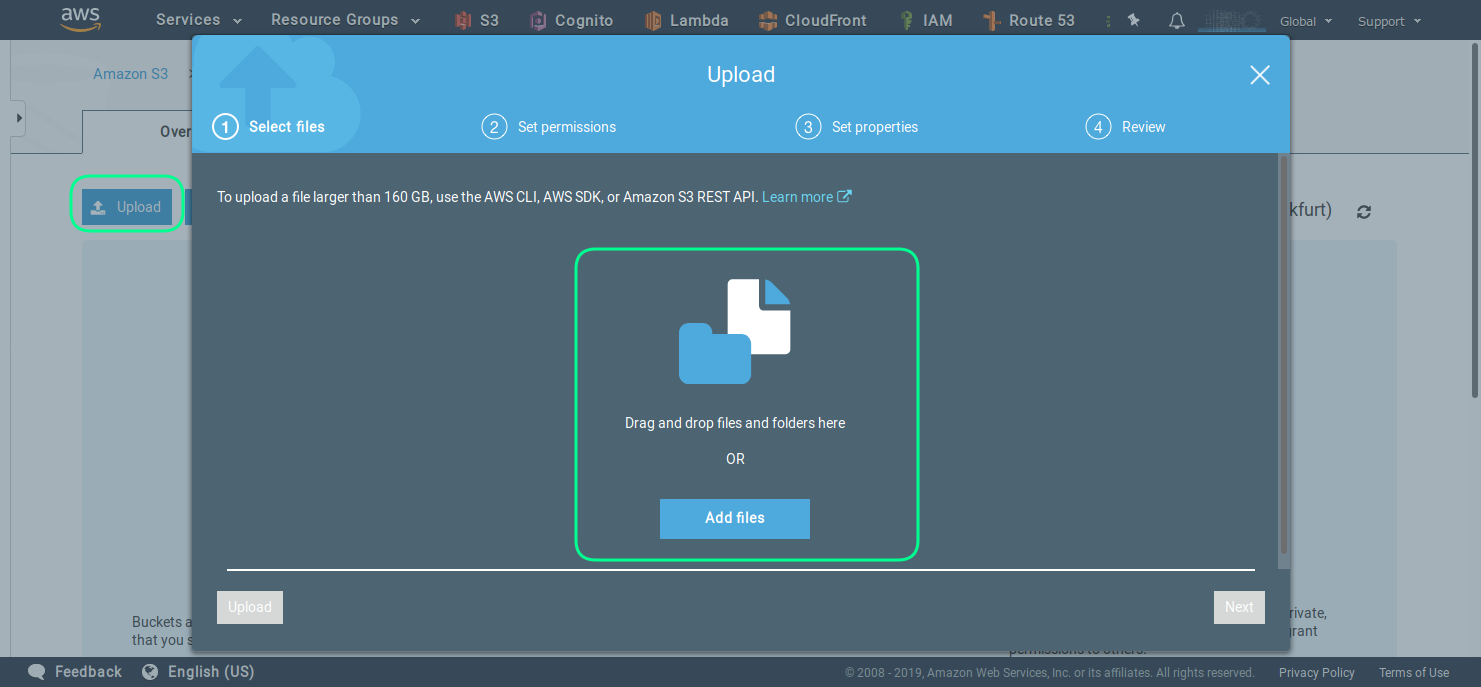 aws Services Resource Groups S3 Cognito Lambda CloudFront IAM Route 53 Global Support
Amazon S3
Upload
1 Select files 2 Set permissions 3 Set properties 4 Review
Over
To upload a file larger than 160 GB, use the AWS CLI, AWS SDK, or Amazon S3 REST API. Learn more
Upload
kfurt)
Drag and drop files and folders here
OR
Add files
Upload Next
Buckets a
that you s
rivate,
grant
permissions to others.
Feedback English (US) © 2008 - 2019, Amazon Web Services, Inc. or its affiliates. All rights reserved. Privacy Policy Terms of Use